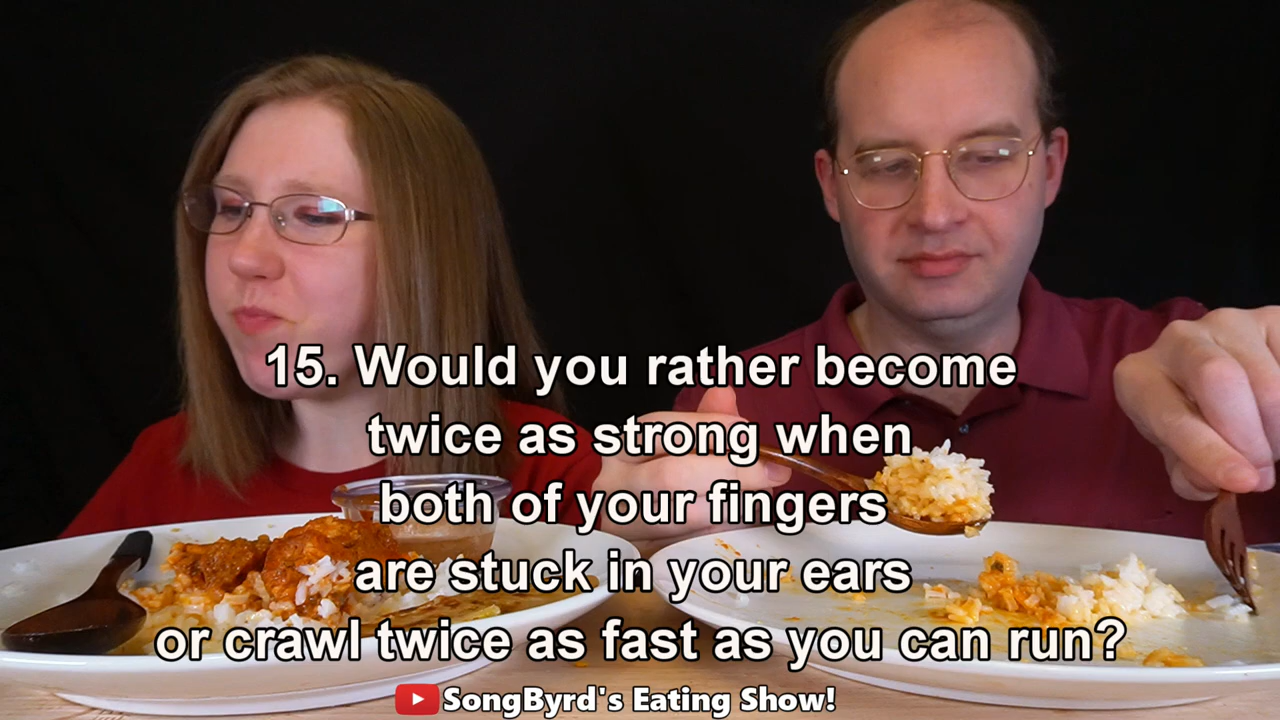 15. Would you rather become
twice as strong when
both of your fingers
are stuck in your ears
or crawl twice as fast as you can run?
SongByrd's Eating Show!